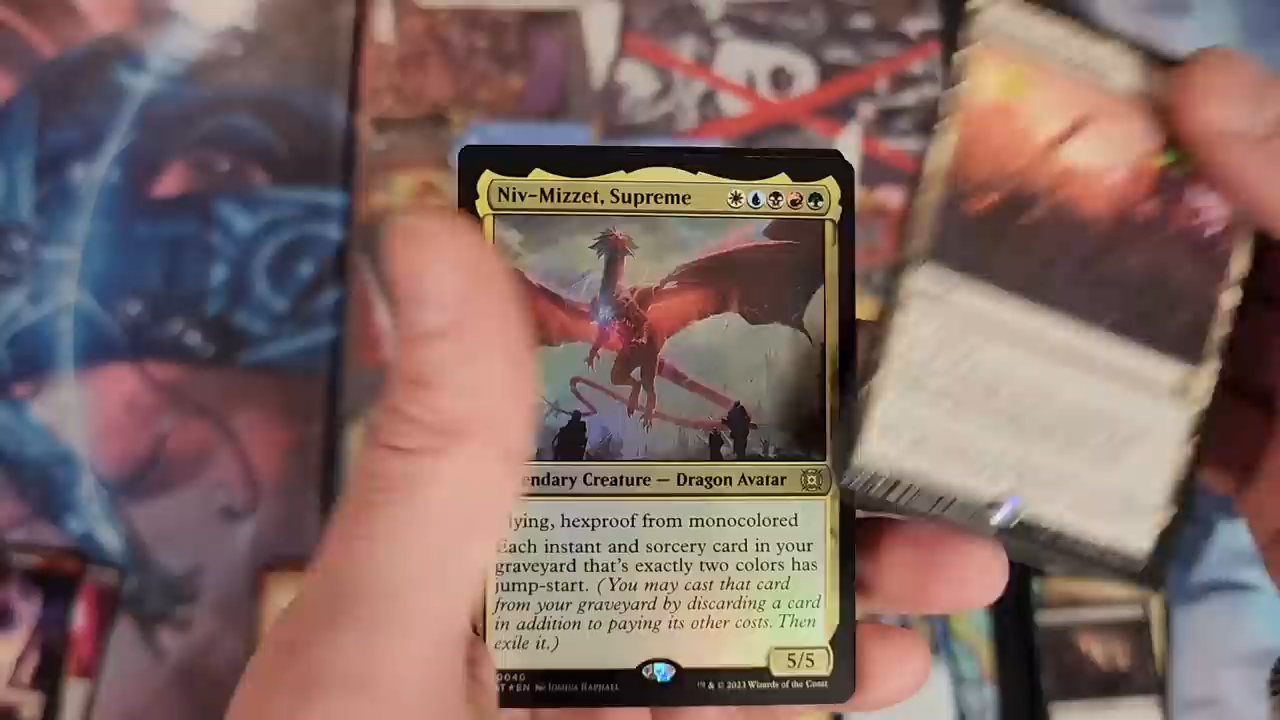 Niv-Mizzet, Supreme
endary Creature — Dragon Avatar
lying, hexproof from monocolored
Each instant and sorcery card in your
graveyard that's exactly two colors has
jump-start. (You may cast that card
from your graveyard by discarding a card
in addition to paying its other costs. Then
exile it.)
5/5
0040
EN Joshua Raphael
™ & © 2023 Wizards of the Coast